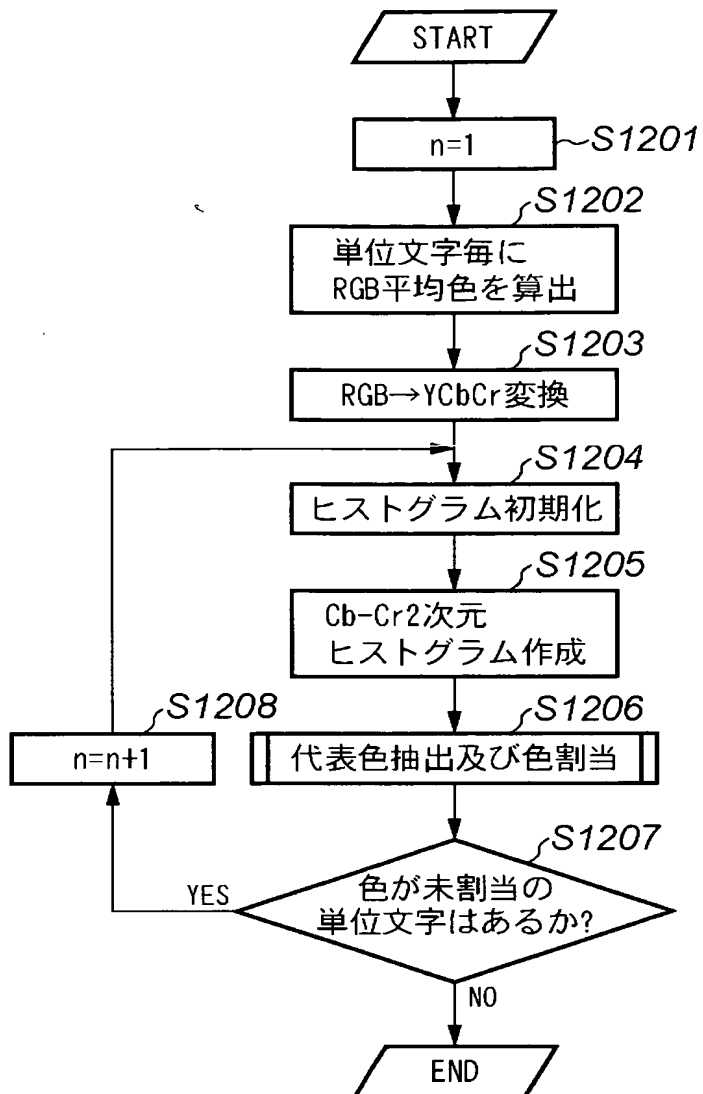 START
n=1
S1201
S1202
単位文字毎に
RGB平均色を算出
S1203
RGB→YCbCr変換
S1204
ヒストグラム初期化
S1205
Cb-Cr2次元
ヒストグラム作成
S1208
n=n+1
S1206
代表色抽出及び色割当
S1207
色が未割当の
単位文字はあるか?
YES
NO
END